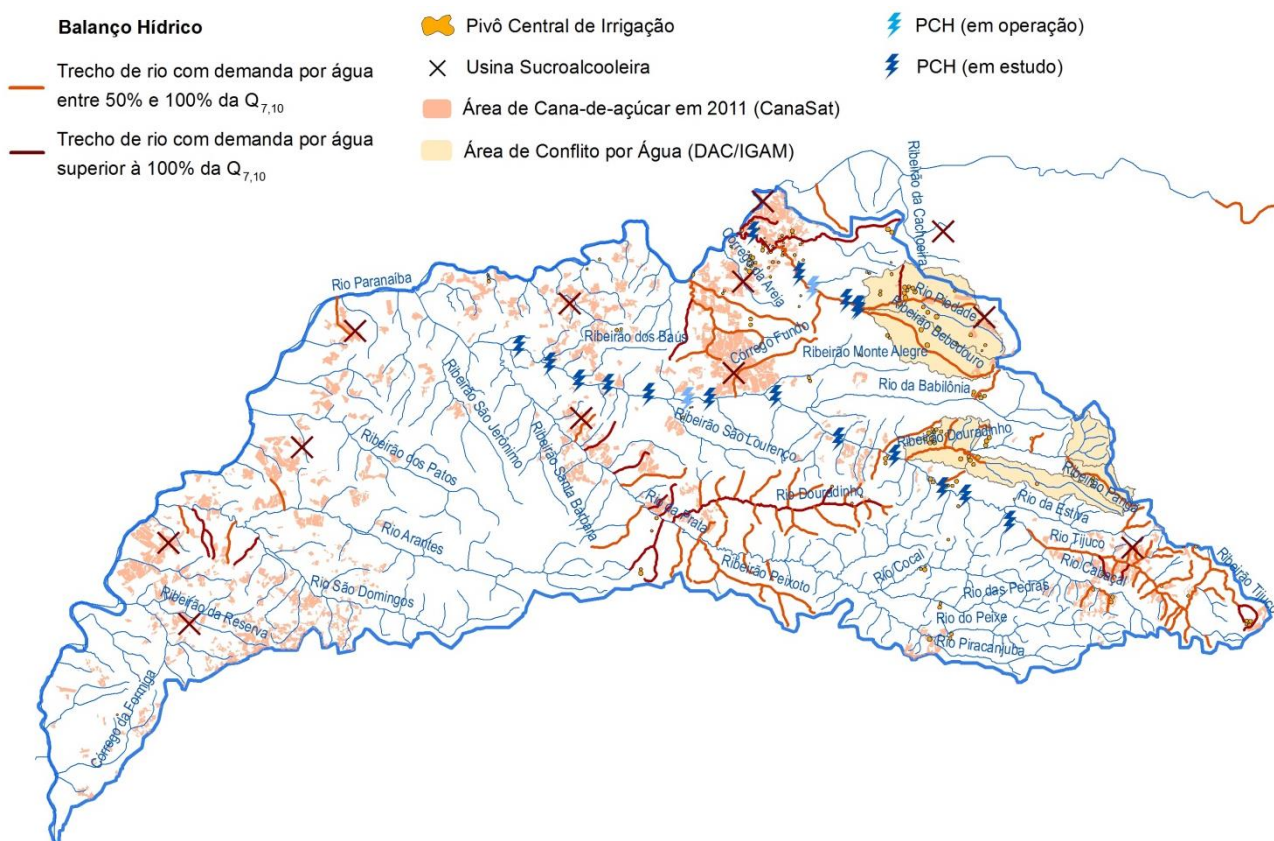 Balanço Hídrico
Trecho de rio com demanda por água
entre 50% e 100% da Q7,10
Trecho de rio com demanda por água
superior à 100% da Q7,10
Pivô Central de Irrigação
Usina Sucroalcooleira
Área de Cana-de-açúcar em 2011 (CanaSat)
Área de Conflito por Água (DAC/IGAM)
PCH (em operação)
PCH (em estudo)
Ribeirão da Cachoeira
Córrego da Areia
Rio Paranaíba
Rio Piedade
Ribeirão Bebedouro
Ribeirão dos Baús
Córrego Fundo
Ribeirão Monte Alegre
Rio da Babilônia
Ribeirão São Jerônimo
Ribeirão dos Patos
Ribeirão Santa Bárbara
Ribeirão São Lourenço
Ribeirão Douradinho
Ribeirão Panga
Rio Douradinho
Rio da Prata
Rio da Estiva
Rio Tijuco
Ribeirão Tijuco
Rio Cabaçal
Rio Arantes
Ribeirão Peixoto
Rio Cocal
Rio das Pedras
Rio São Domingos
Ribeirão da Reserva
Rio do Peixe
Rio Piracanjuba
Córrego da Formiga